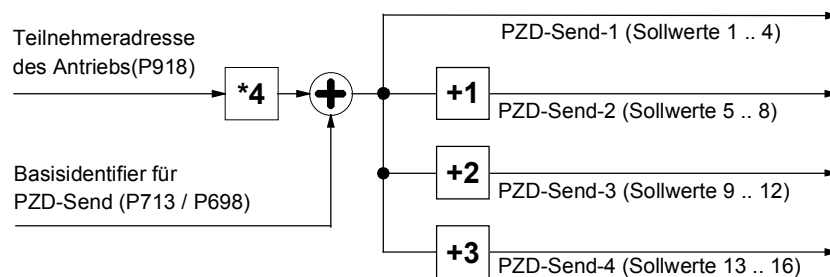 Teilnehmeradresse
des Antriebs(P918)
*4
+
PZD-Send-1 (Sollwerte 1 .. 4)
+1
PZD-Send-2 (Sollwerte 5 .. 8)
Basisidentifier für
PZD-Send (P713 / P698)
+2
PZD-Send-3 (Sollwerte 9 .. 12)
+3
PZD-Send-4 (Sollwerte 13 .. 16)